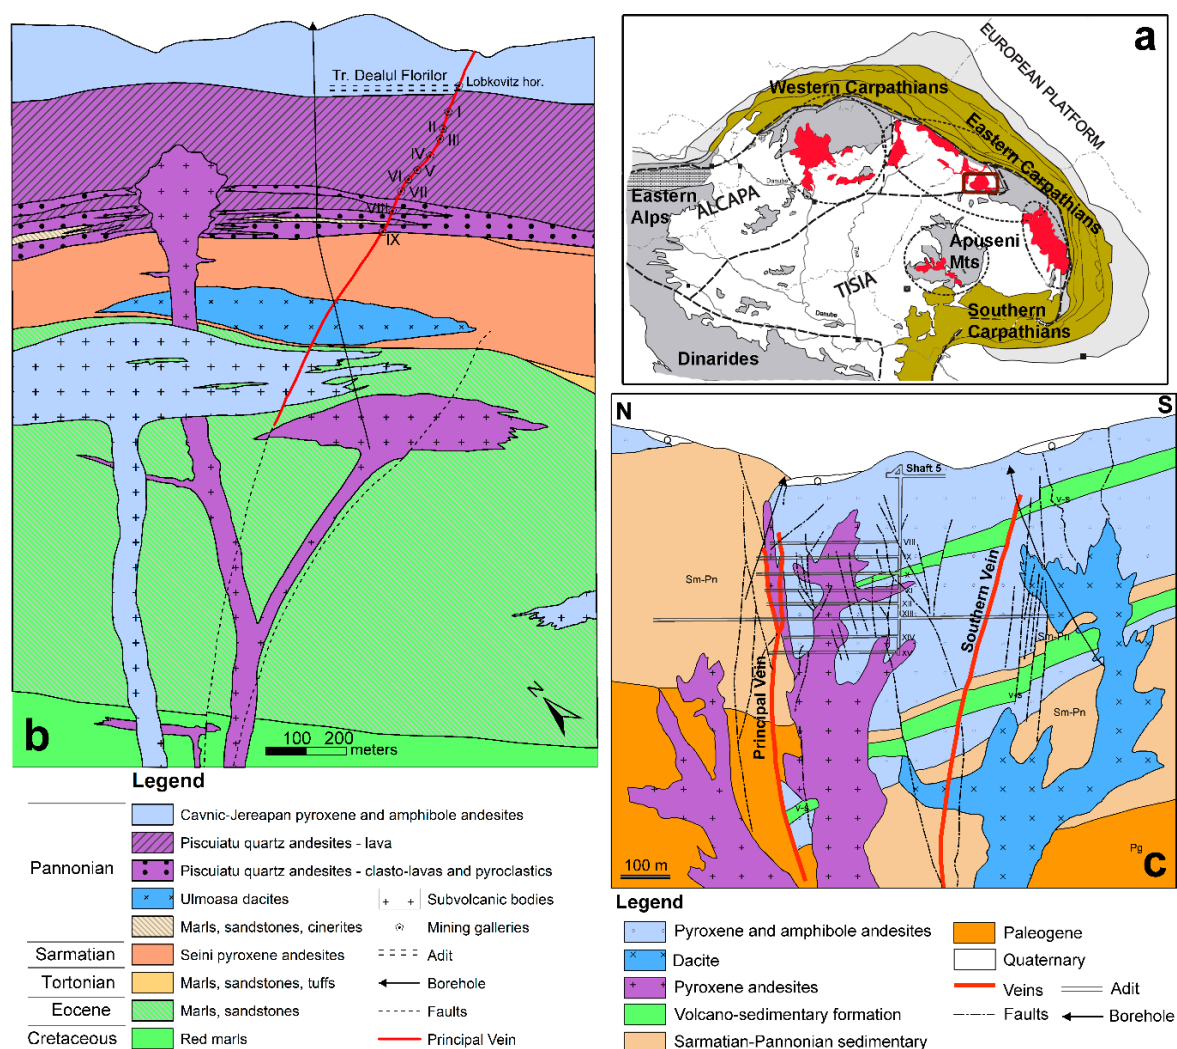 Tr. Dealul Florilor
Lobkovitz hor.
I
II
III
IV
V
VI
VII
VIII
IX
N
b
100 200
meters
Legend
Pannonian
Sarmatian
Tortonian
Eocene
Cretaceous
Cavnic-Jereapan pyroxene and amphibole andesites
Piscuiatu quartz andesites - lava
Piscuiatu quartz andesites - clasto-lavas and pyroclastics
Ulmoasa dacites
Marls, sandstones, cinerites
Seini pyroxene andesites
Marls, sandstones, tuffs
Marls, sandstones
Red marls
Subvolcanic bodies
Mining galleries
Adit
Borehole
Faults
Principal Vein
a
EUROPEAN PLATFORM
Western Carpathians
Eastern Carpathians
Eastern
Alps
ALCAPA
Danube
Tisa
TISIA
Apuseni
Mts
Danube
Southern
Carpathians
Dinarides
N
S
Q
Q
Q
Shaft 5
v-s
VIII
IX
X
XI
XII
XIII
XIV
XV
Sm-Pn
Principal Vein
Southern Vein
Sm-Pn
v-s
Sm-Pn
v-s
Pg
100 m
c
Legend
Pyroxene and amphibole andesites
Dacite
Pyroxene andesites
Volcano-sedimentary formation
Sarmatian-Pannonian sedimentary
Paleogene
Quaternary
Veins
Adit
Faults
Borehole